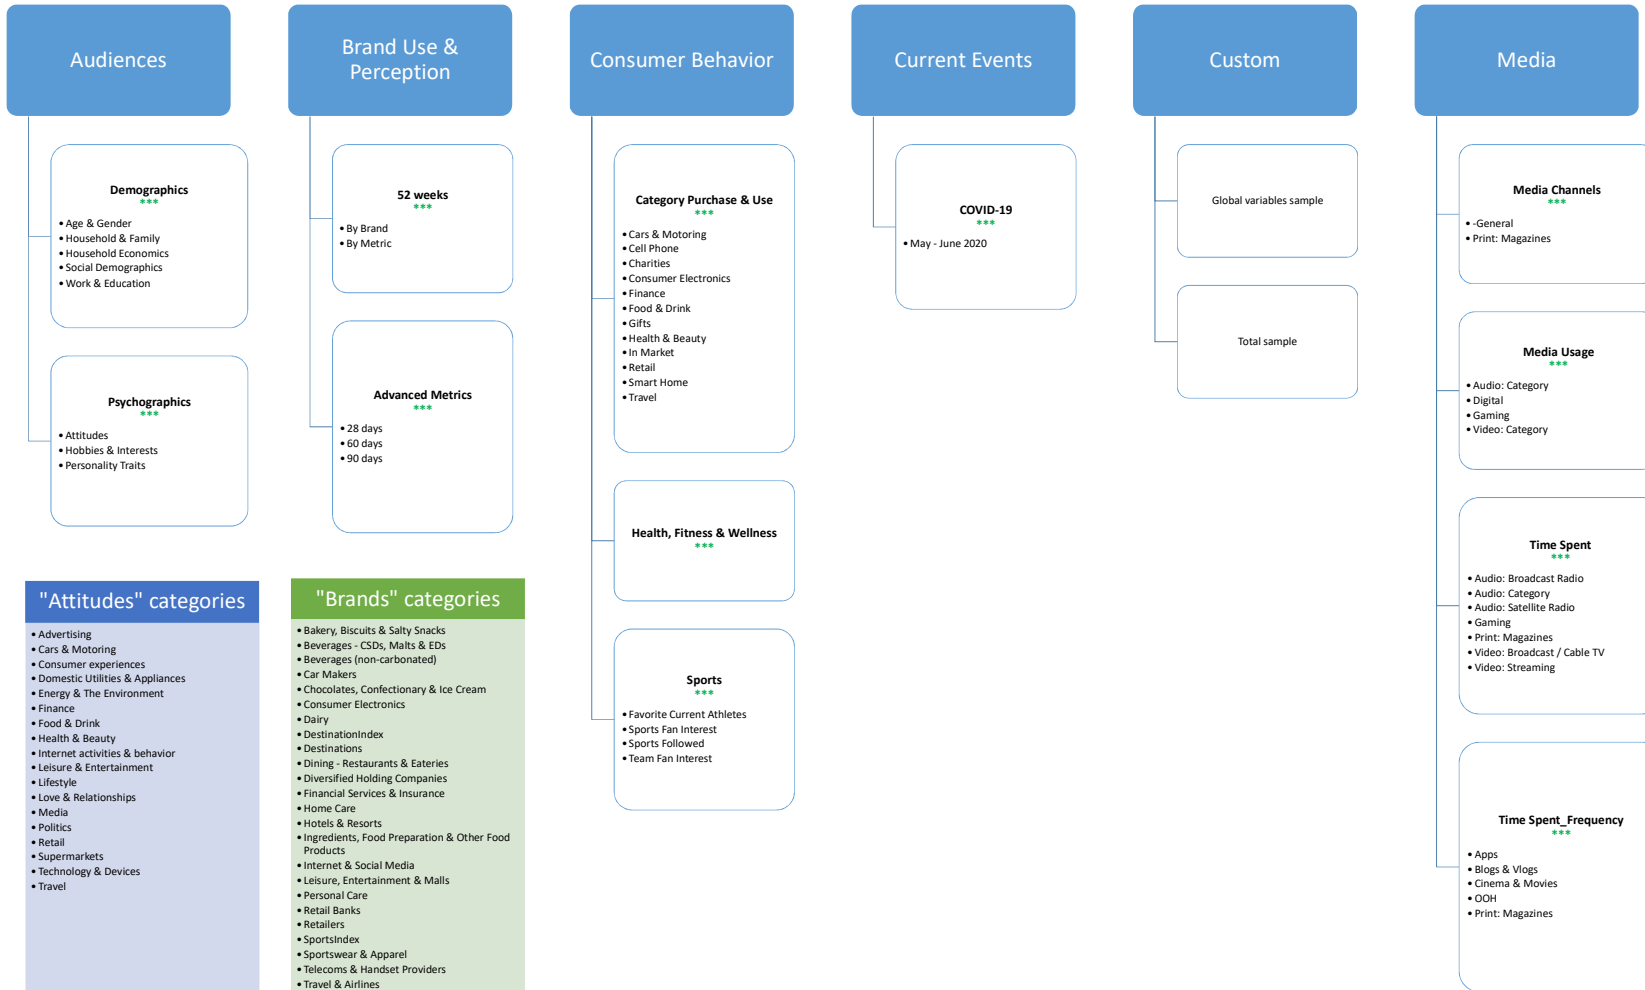 Audiences
Demographics
***
• Age & Gender
• Household & Family
• Household Economics
• Social Demographics
• Work & Education
Psychographics
***
• Attitudes
• Hobbies & Interests
• Personality Traits
Brand Use &
Perception
52 weeks
***
• By Brand
• By Metric
Advanced Metrics
***
• 28 days
• 60 days
• 90 days
Consumer Behavior
Category Purchase & Use
***
• Cars & Motoring
• Cell Phone
• Charities
• Consumer Electronics
• Finance
• Food & Drink
• Gifts
• Health & Beauty
• In Market
• Retail
• Smart Home
• Travel
Health, Fitness & Wellness
***
Sports
***
• Favorite Current Athletes
• Sports Fan Interest
• Sports Followed
• Team Fan Interest
Current Events
COVID-19
***
• May - June 2020
Custom
Global variables sample
Total sample
Media
Media Channels
***
• -General
• Print: Magazines
Media Usage
***
• Audio: Category
• Digital
• Gaming
• Video: Category
Time Spent
***
• Audio: Broadcast Radio
• Audio: Category
• Audio: Satellite Radio
• Gaming
• Print: Magazines
• Video: Broadcast / Cable TV
• Video: Streaming
Time Spent_Frequency
***
• Apps
• Blogs & Vlogs
• Cinema & Movies
• OOH
• Print: Magazines
"Attitudes" categories
• Advertising
• Cars & Motoring
• Consumer experiences
• Domestic Utilities & Appliances
• Energy & The Environment
• Finance
• Food & Drink
• Health & Beauty
• Internet activities & behavior
• Leisure & Entertainment
• Lifestyle
• Love & Relationships
• Media
• Politics
• Retail
• Supermarkets
• Technology & Devices
• Travel
"Brands" categories
• Bakery, Biscuits & Salty Snacks
• Beverages - CSDs, Malts & EDs
• Beverages (non-carbonated)
• Car Makers
• Chocolates, Confectionary & Ice Cream
• Consumer Electronics
• Dairy
• DestinationIndex
• Destinations
• Dining - Restaurants & Eateries
• Diversified Holding Companies
• Financial Services & Insurance
• Home Care
• Hotels & Resorts
• Ingredients, Food Preparation & Other Food
Products
• Internet & Social Media
• Leisure, Entertainment & Malls
• Personal Care
• Retail Banks
• Retailers
• SportsIndex
• Sportswear & Apparel
• Telecoms & Handset Providers
• Travel & Airlines